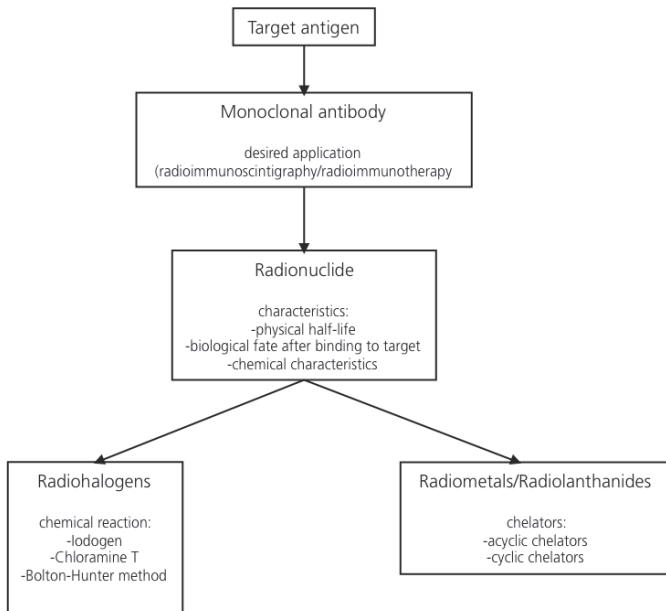 Target antigen
Monoclonal antibody
desired application
(radioimmunoscintigraphy/radioimmunotherapy
Radionuclide
characteristics:
-physical half-life
-biological fate after binding to target
-chemical characteristics
Radiohalogens
chemical reaction:
-Iodogen
-Chloramine T
-Bolton-Hunter method
Radiometals/Radiolanthanides
chelators:
-acyclic chelators
-cyclic chelators